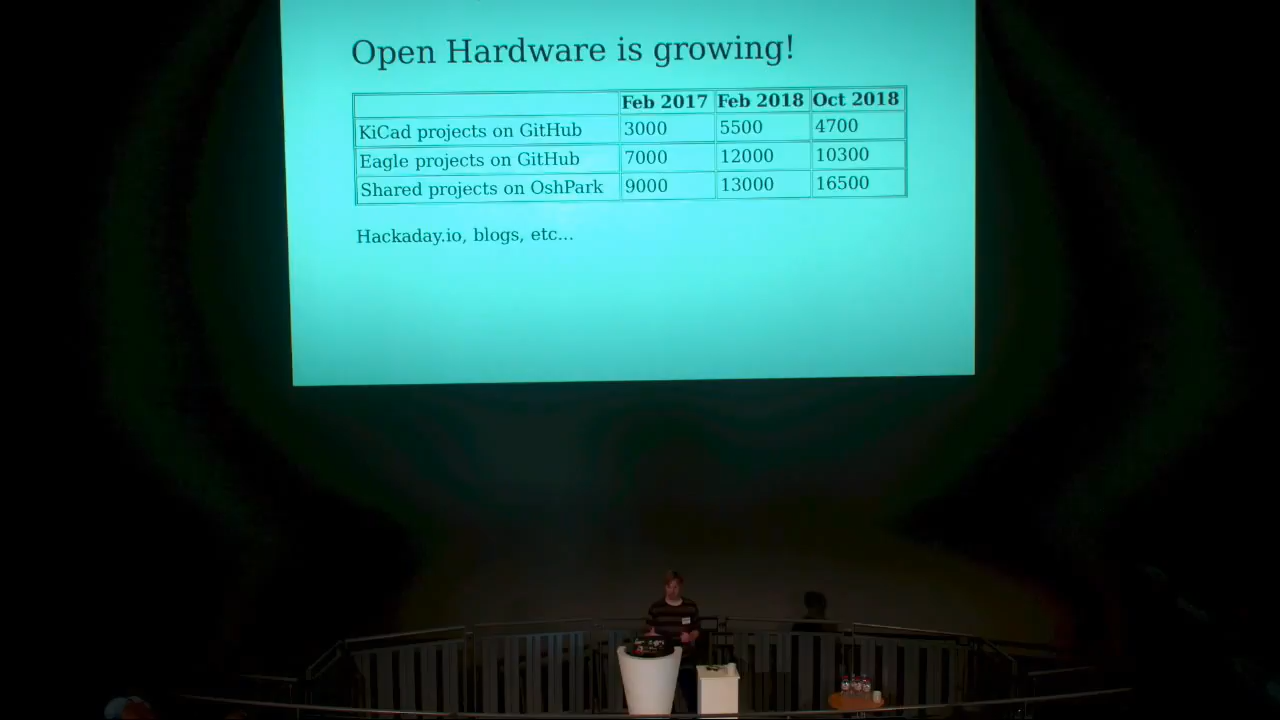 Open Hardware is growing!
Feb 2017 Feb 2018 Oct 2018
KiCad projects on GitHub 3000 5500 4700
Eagle projects on GitHub 7000 12000 10300
Shared projects on OshPark 9000 13000 16500
Hackaday.io, blogs, etc...